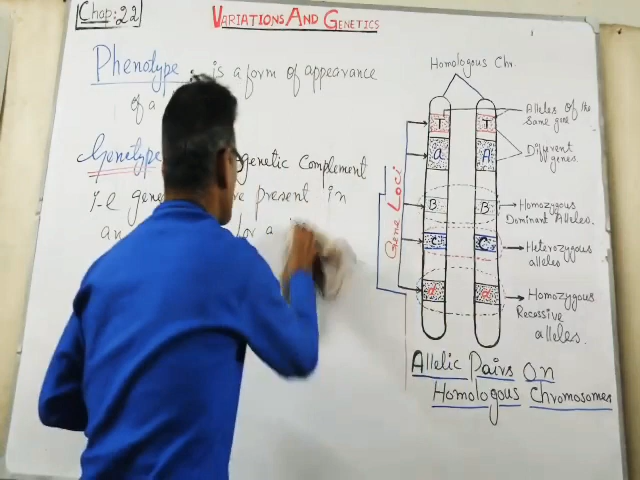 Chap: 22
VARIATIONS AND GENETICS
Phenotype is a form of appearance
of a
Genotype genetic complement
i-e present in
an for a
Homologous Chr.
T T
a A
B B
c C
d d
Gene Loci
Alleles of the
same gene
Different
genes.
Homozygous
Dominant Alleles.
Heterozygous
alleles
Homozygous
Recessive
alleles.
Allelic Pairs On
Homologous Chromosomes